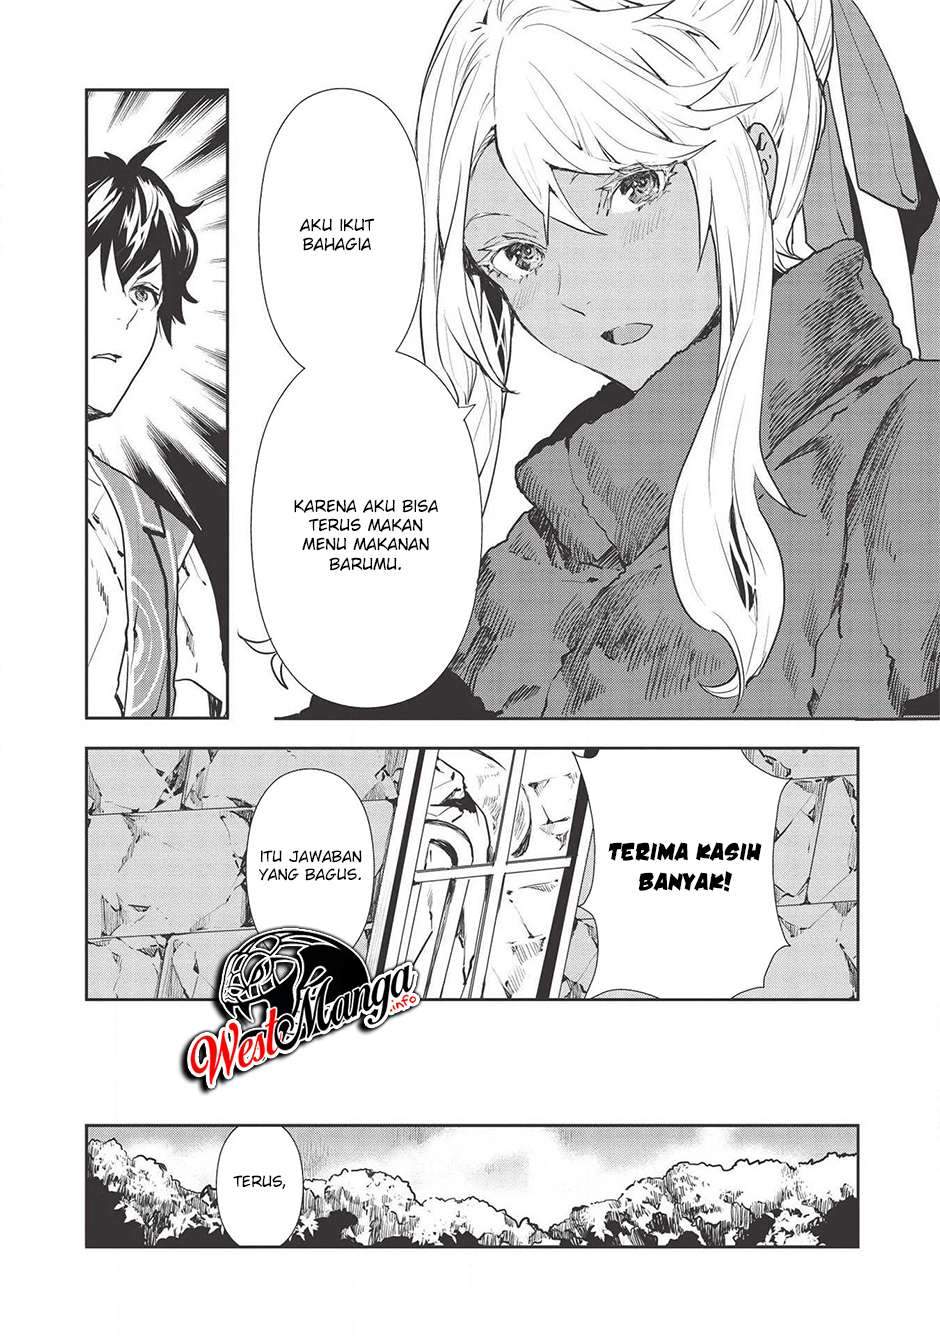 AKU IKUT
BAHAGIA
KARENA AKU BISA
TERUS MAKAN
MENU MAKANAN
BARUMU.
ITU JAWABAN
YANG BAGUS.
TERIMA KASIH
BANYAK!
WestManga
.info
TERUS,